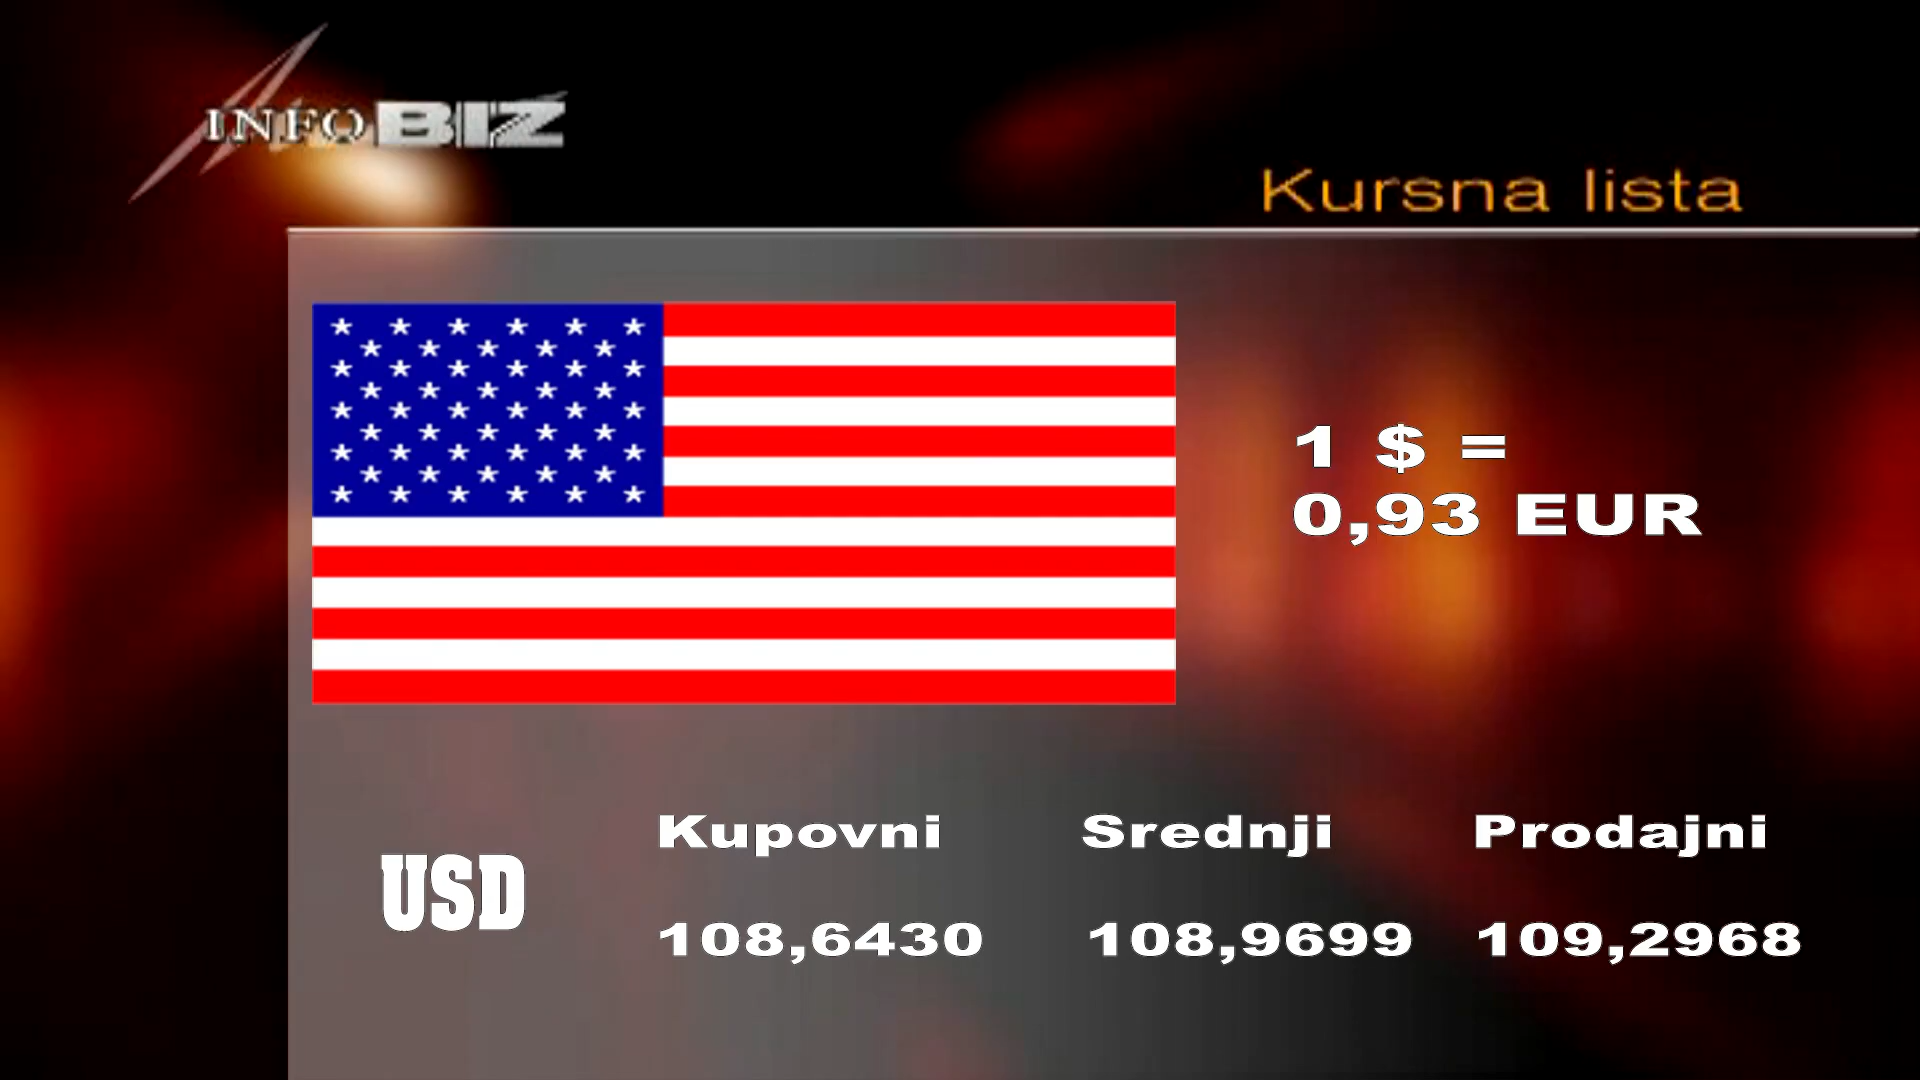 INFO BIZ
Kursna lista
1 $ =
0,93 EUR
Kupovni Srednji Prodajni
USD
108,6430 108,9699 109,2968